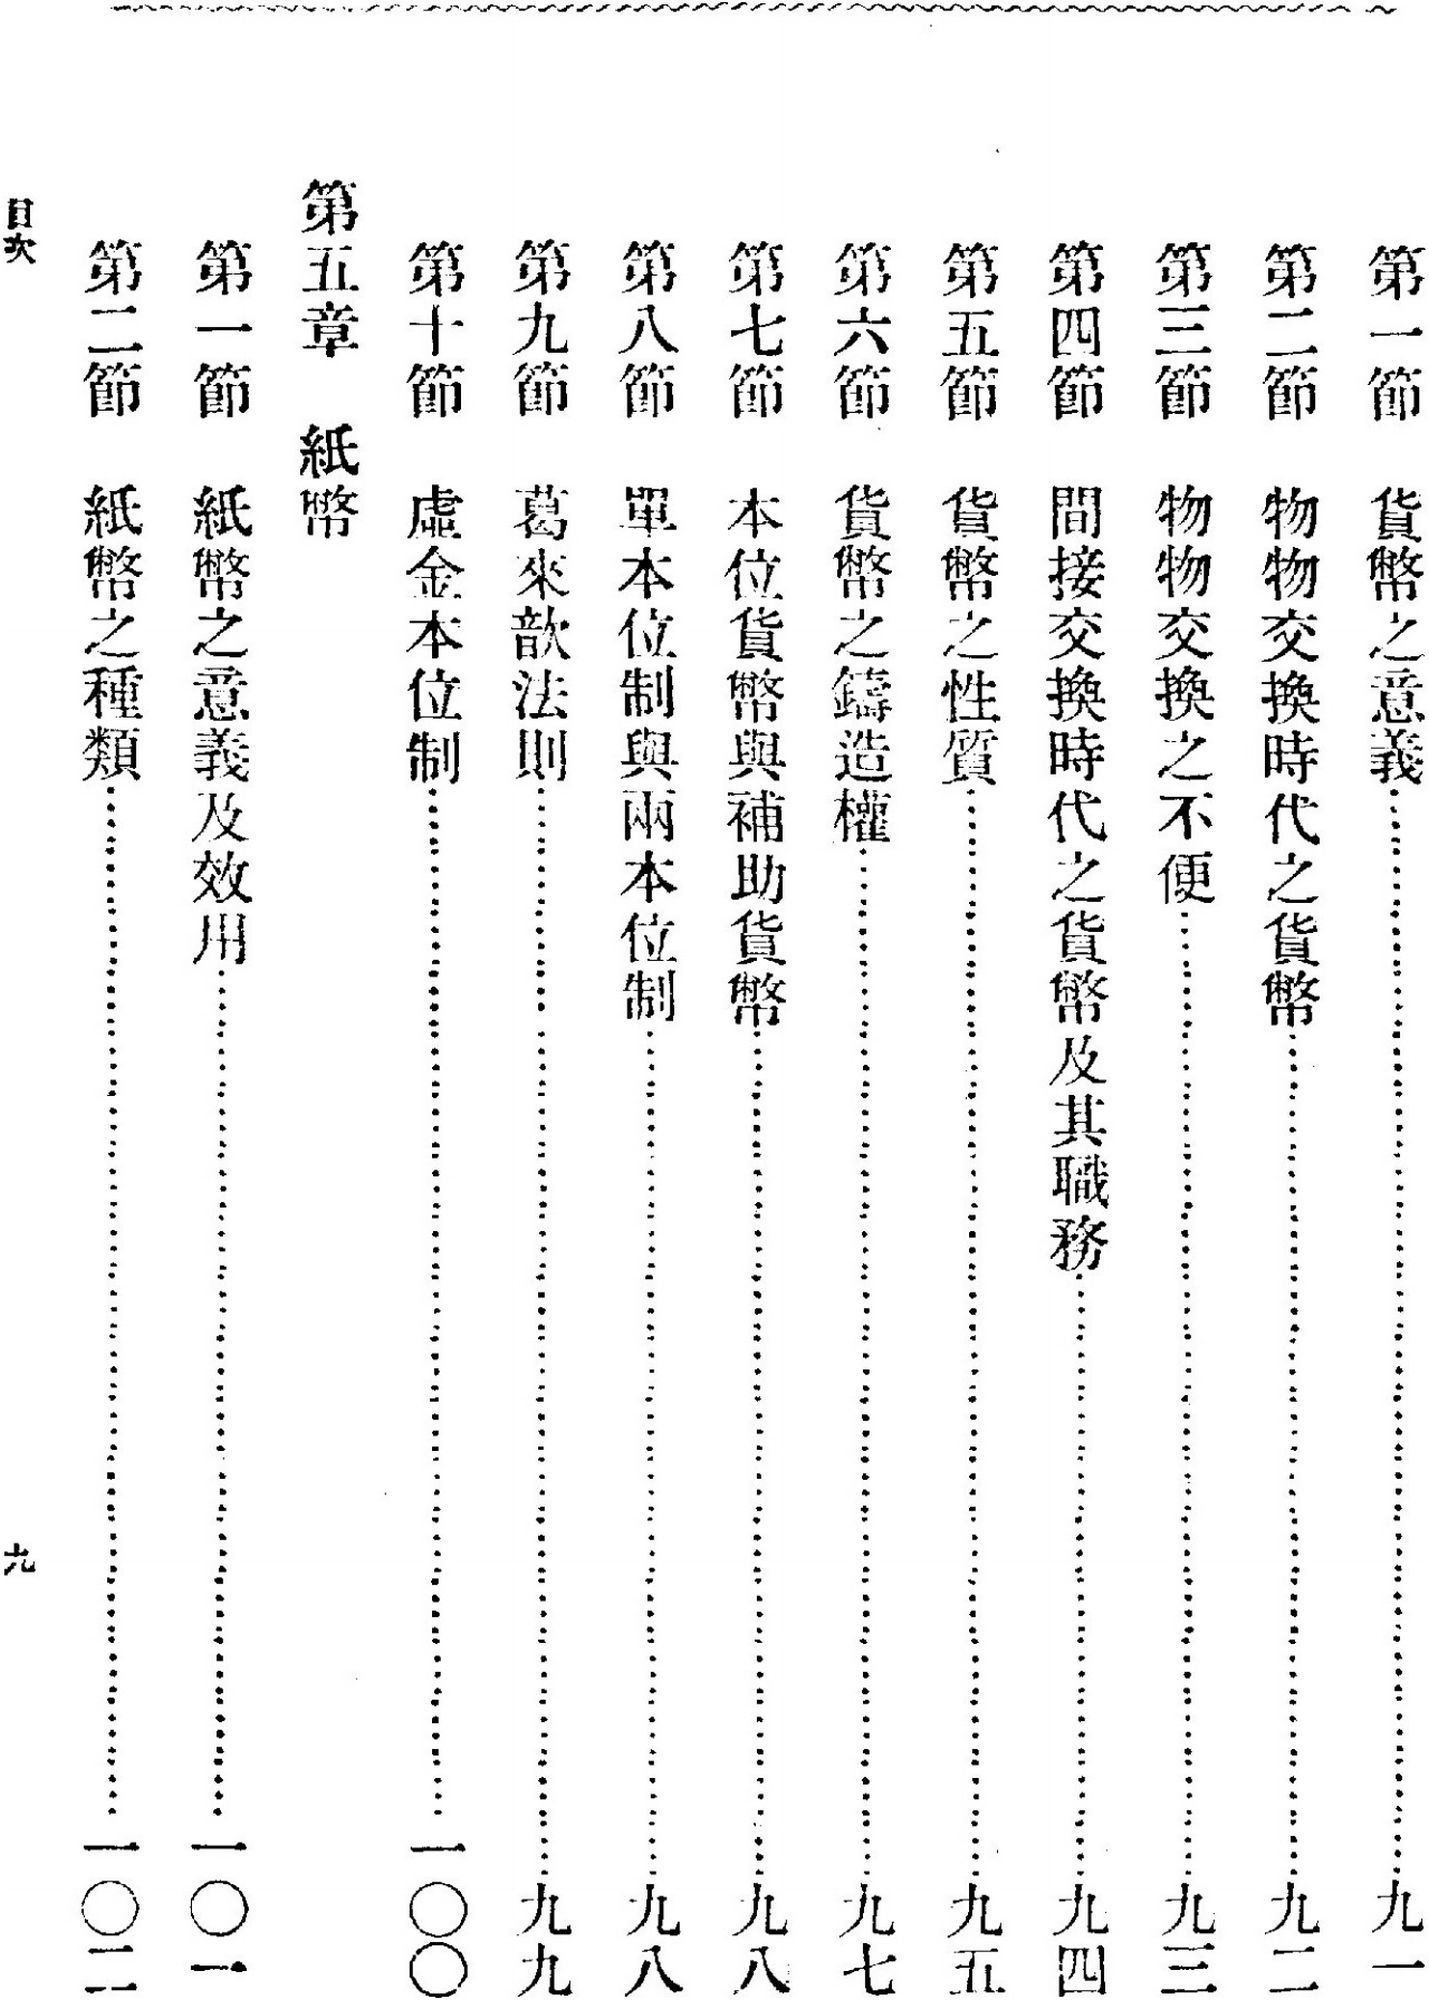 第一節　貨幣之意義……………九一
第二節　物物交換時代之貨幣……………九二
第三節　物物交換之不便……………九三
第四節　間接交換時代之貨幣及其職務……………九四
第五節　貨幣之性質……………九五
第六節　貨幣之鑄造權……………九七
第七節　本位貨幣與補助貨幣……………九八
第八節　單本位制與兩本位制……………九八
第九節　葛來歆法則……………九九
第十節　虛金本位制……………一〇〇
第五章　紙幣
第一節　紙幣之意義及效用……………一〇一
第二節　紙幣之種類……………一〇二
目次
九